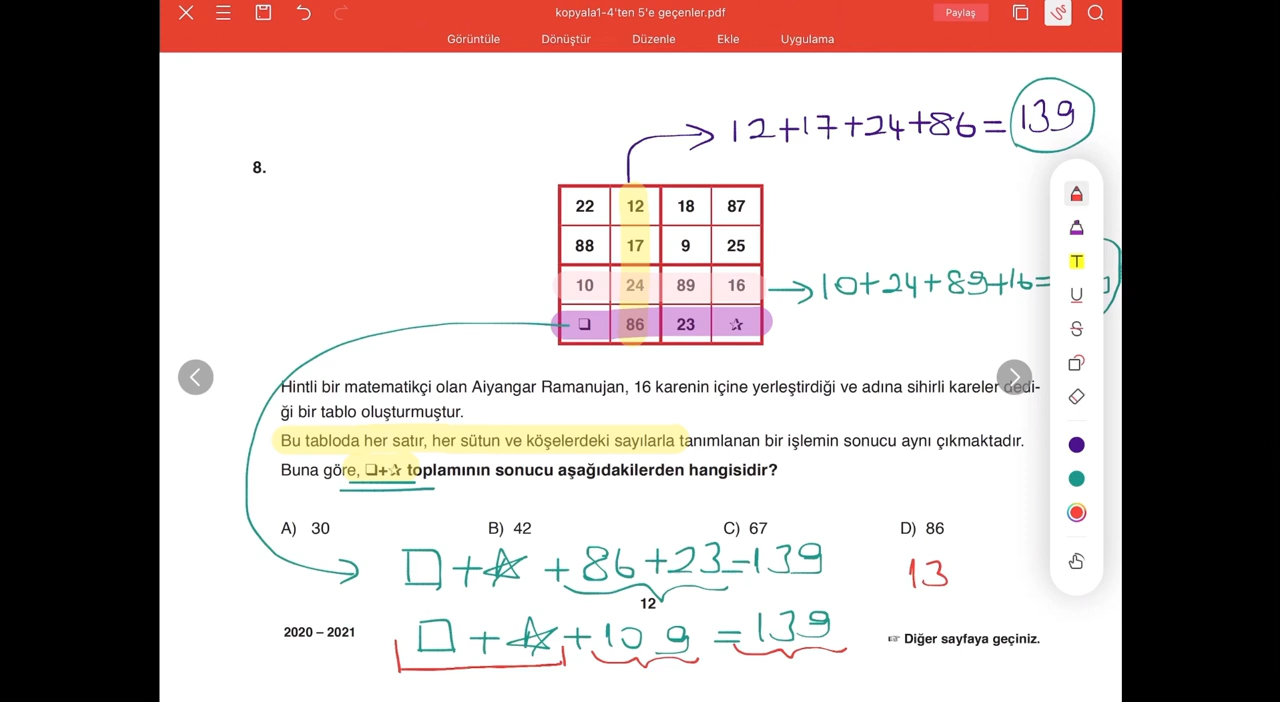 kopyala1-4'ten 5'e geçenler.pdf
Paylaş
Görüntüle Dönüştür Düzenle Ekle Uygulama
12+17+24+86=139
8.
22 12 18 87
88 17 9 25
10 24 89 16
❑ 86 23 ☆
10+24+89+16=
T
U
S
Hintli bir matematikçi olan Aiyangar Ramanujan, 16 karenin içine yerleştirdiği ve adına sihirli kareler dedi-
ği bir tablo oluşturmuştur.
Bu tabloda her satır, her sütun ve köşelerdeki sayılarla tanımlanan bir işlemin sonucu aynı çıkmaktadır.
Buna göre, ❑+☆ toplamının sonucu aşağıdakilerden hangisidir?
A) 30 B) 42 C) 67 D) 86
□+☆+86+23=139
13
12
□+☆+109=139
2020 – 2021
☞ Diğer sayfaya geçiniz.